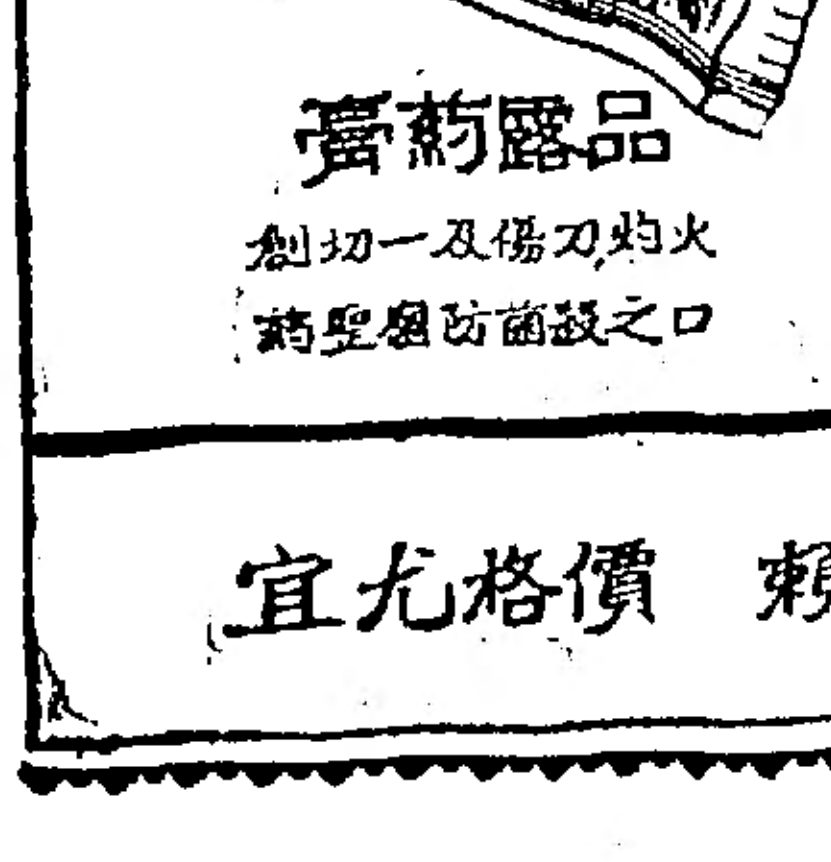 品露葯膏
火灼刀傷及一切創
口之殺菌防腐聖葯
價格尤宜